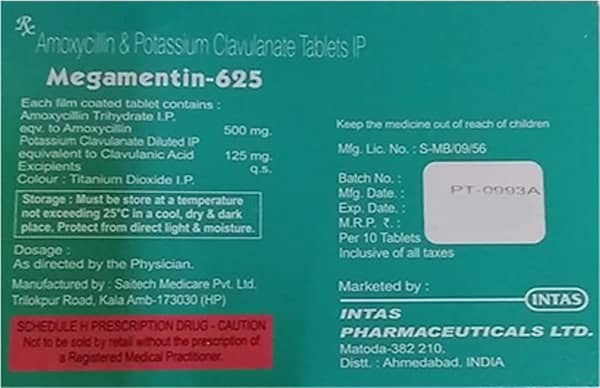 Rx
Amoxycillin & Potassium Clavulanate Tablets IP
Megamentin-625
Each film coated tablet contains :
Amoxycillin Trihydrate I.P.
eqv. to Amoxycillin 500 mg.
Potassium Clavulanate Diluted IP
equivalent to Clavulanic Acid 125 mg.
Excipients q.s.
Colour : Titanium Dioxide I.P.
Storage : Must be store at a temperature
not exceeding 25°C in a cool, dry & dark
place. Protect from direct light & moisture.
Dosage :
As directed by the Physician.
Manufactured by : Saitech Medicare Pvt. Ltd.
Trilokpur Road, Kala Amb-173030 (HP)
SCHEDULE H PRESCRIPTION DRUG - CAUTION
Not to be sold by retail without the prescription of
a Registered Medical Practitioner.
Keep the medicine out of reach of children
Mfg. Lic. No. : S-MB/09/56
Batch No. :
Mfg. Date. :
Exp. Date. :
M.R.P. ₹. :
Per 10 Tablets
Inclusive of all taxes
PT-0993A
Marketed by :
INTAS
INTAS
PHARMACEUTICALS LTD.
Matoda-382 210.
Distt. : Ahmedabad. INDIA